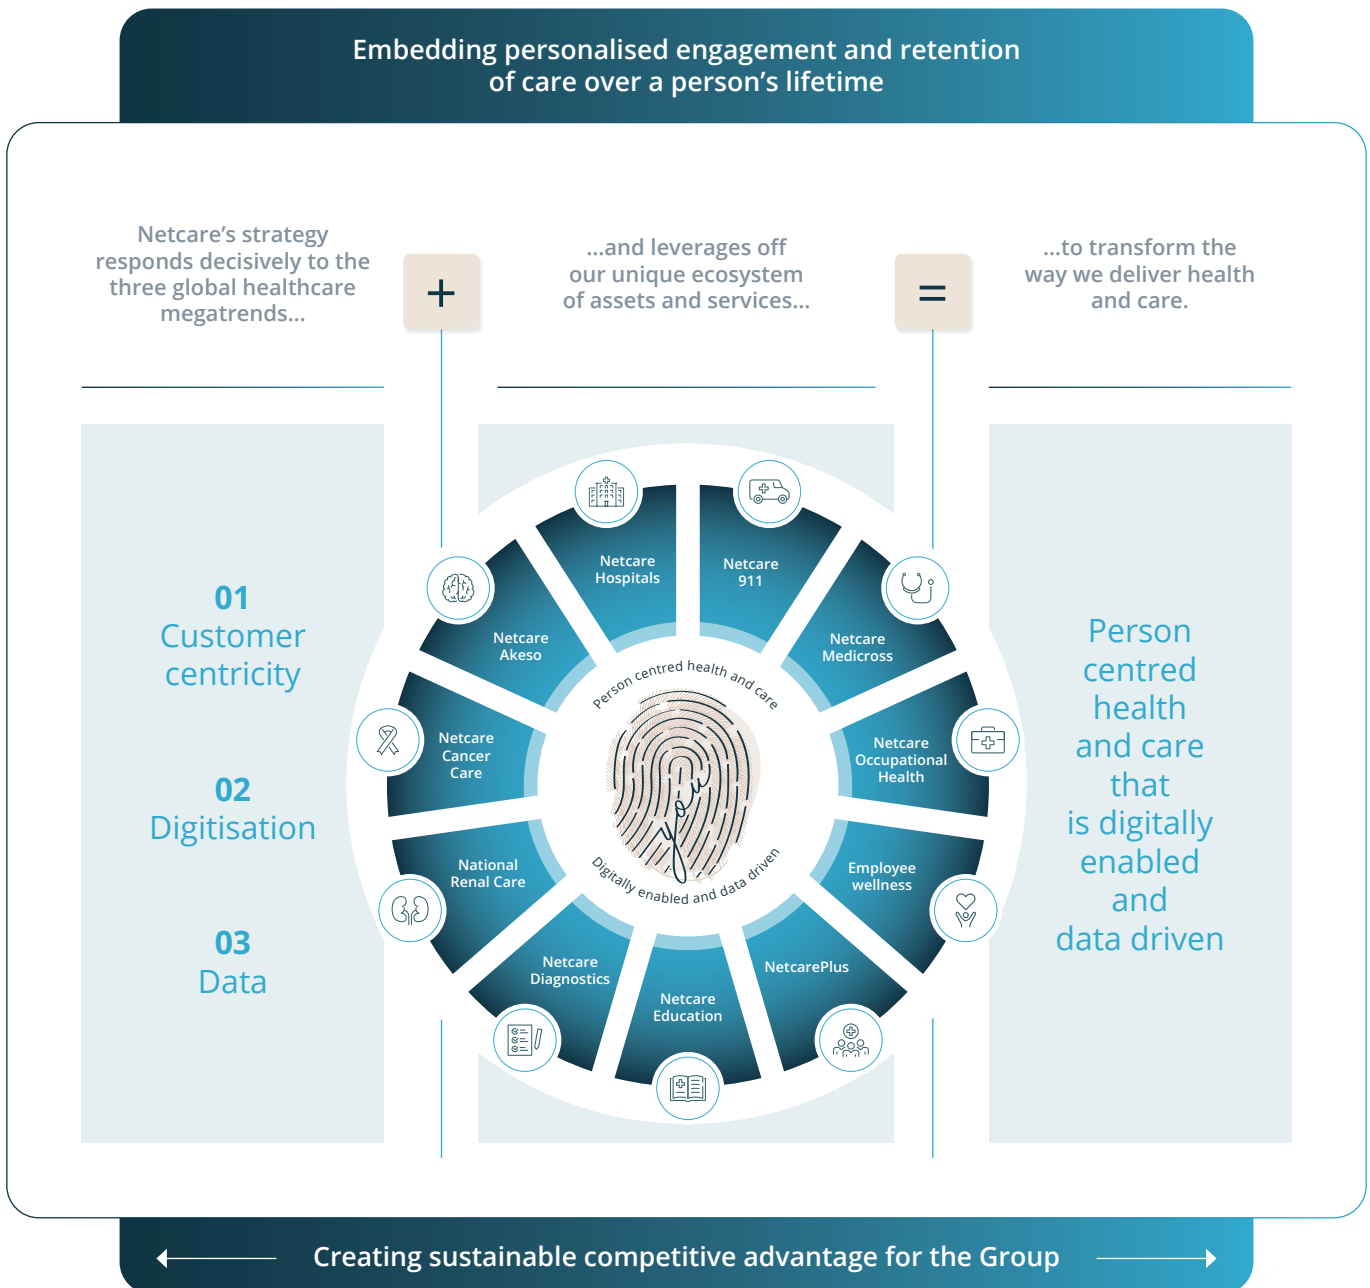 Embedding personalised engagement and retention
of care over a person's lifetime
Netcare's strategy
responds decisively to the
three global healthcare
megatrends...
+
...and leverages off
our unique ecosystem
of assets and services...
=
...to transform the
way we deliver health
and care.
01
Customer
centricity
02
Digitisation
03
Data
Netcare
Hospitals
Netcare
911
Netcare
Medicross
Netcare
Occupational
Health
Employee
wellness
NetcarePlus
Netcare
Education
Netcare
Diagnostics
National
Renal Care
Netcare
Cancer
Care
Netcare
Akeso
Person centred health and care
you
Digitally enabled and data driven
Person
centred
health
and care
that
is digitally
enabled
and
data driven
Creating sustainable competitive advantage for the Group